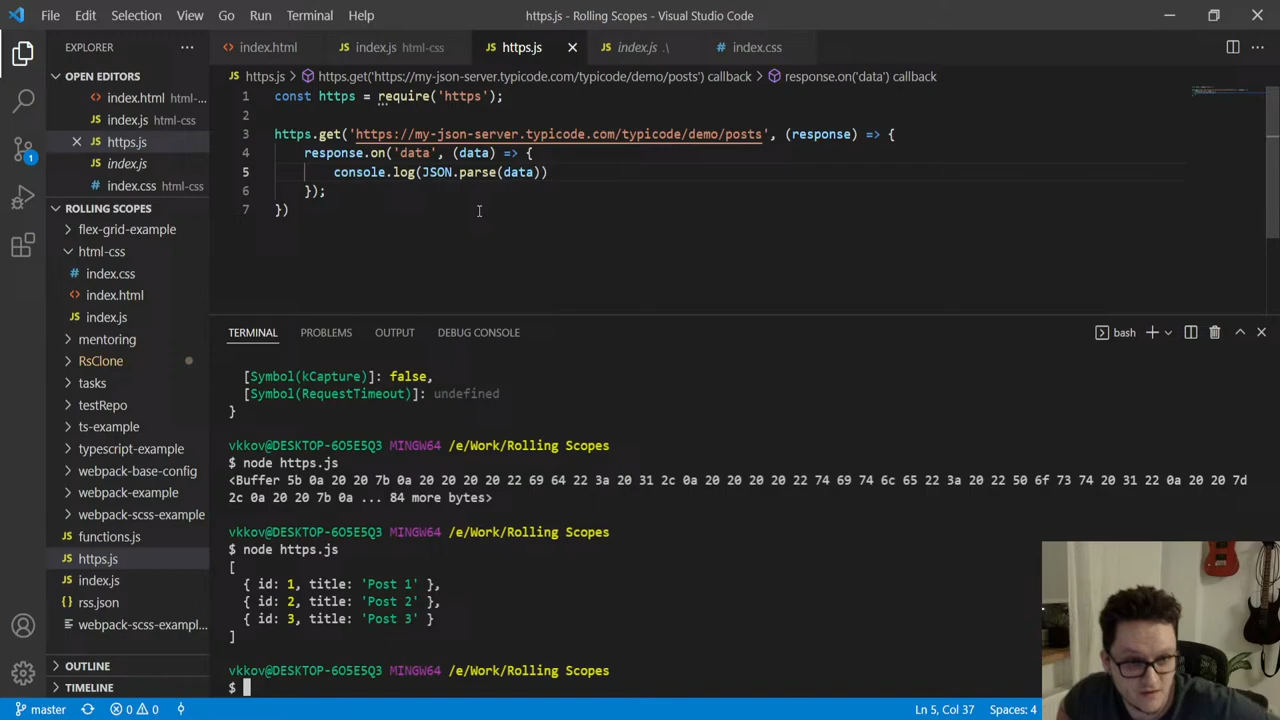 File Edit Selection View Go Run Terminal Help
https.js - Rolling Scopes - Visual Studio Code
EXPLORER
OPEN EDITORS
index.html html-...
index.js html-css
https.js
index.js
index.css html-css
ROLLING SCOPES
flex-grid-example
html-css
index.css
index.html
index.js
mentoring
RsClone
tasks
testRepo
ts-example
typescript-example
webpack-base-config
webpack-example
webpack-scss-example
functions.js
https.js
index.js
rss.json
webpack-scss-exampl...
OUTLINE
TIMELINE
index.html
index.js html-css
https.js
index.js .\
index.css
https.js > https.get('https://my-json-server.typicode.com/typicode/demo/posts') callback > response.on('data') callback
1 const https = require('https');
2
3 https.get('https://my-json-server.typicode.com/typicode/demo/posts', (response) => {
4 response.on('data', (data) => {
5 console.log(JSON.parse(data))
6 });
7 })
TERMINAL PROBLEMS OUTPUT DEBUG CONSOLE
bash
[Symbol(kCapture)]: false,
[Symbol(RequestTimeout)]: undefined
}
vkkov@DESKTOP-6O5E5Q3 MINGW64 /e/Work/Rolling Scopes
$ node https.js
<Buffer 5b 0a 20 20 7b 0a 20 20 20 20 22 69 64 22 3a 20 31 2c 0a 20 20 20 20 22 74 69 74 6c 65 22 3a 20 22 50 6f 73 74 20 31 22 0a 20 20 7d
2c 0a 20 20 7b 0a ... 84 more bytes>
vkkov@DESKTOP-6O5E5Q3 MINGW64 /e/Work/Rolling Scopes
$ node https.js
[
{ id: 1, title: 'Post 1' },
{ id: 2, title: 'Post 2' },
{ id: 3, title: 'Post 3' }
]
vkkov@DESKTOP-6O5E5Q3 MINGW64 /e/Work/Rolling Scopes
$
1
master
0 0
Ln 5, Col 37
Spaces: 4